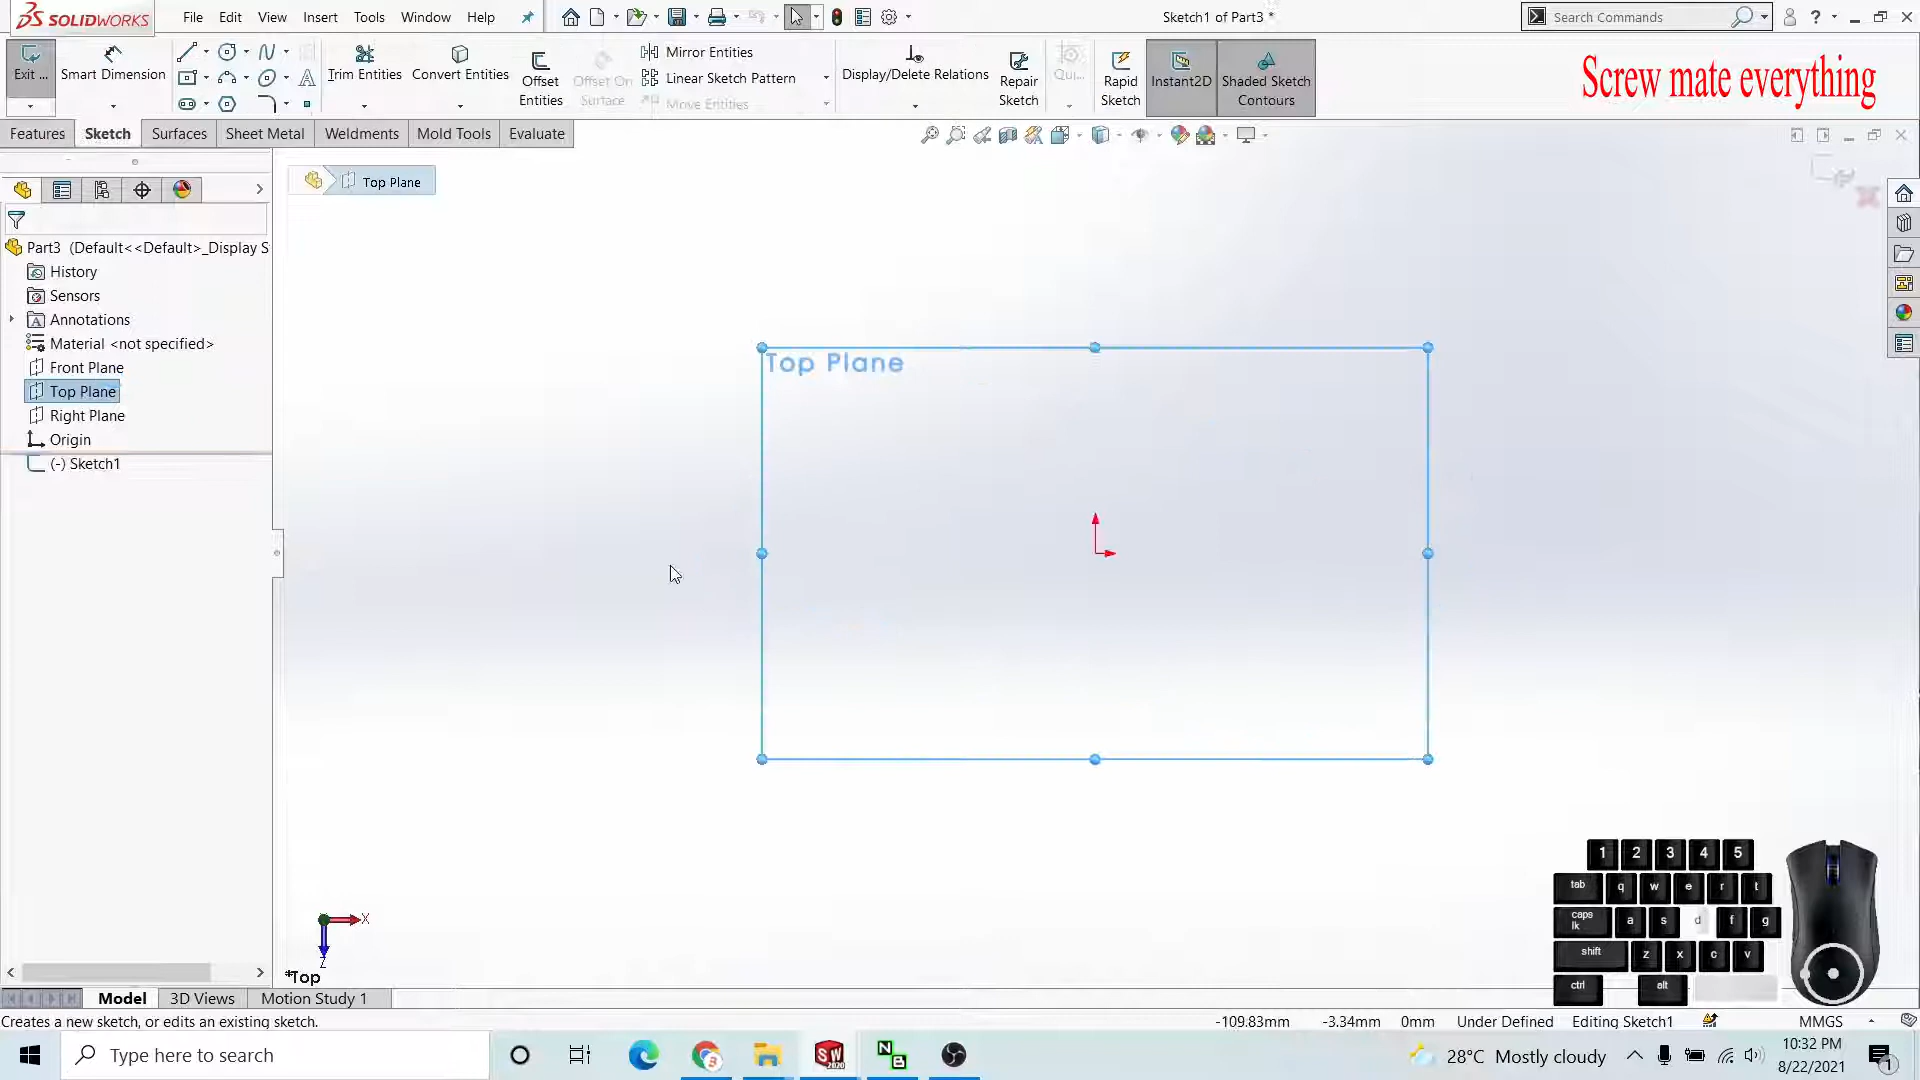 SOLIDWORKS
File Edit View Insert Tools Window Help
Sketch1 of Part3 *
Search Commands
Screw mate everything
Exit ...
Smart Dimension
Trim Entities
Convert Entities
Offset Entities
Offset On Surface
Mirror Entities
Linear Sketch Pattern
Move Entities
Display/Delete Relations
Repair Sketch
Qui...
Rapid Sketch
Instant2D
Shaded Sketch Contours
Features Sketch Surfaces Sheet Metal Weldments Mold Tools Evaluate
Top Plane
Part3 (Default<<Default>_Display S
History
Sensors
Annotations
Material <not specified>
Front Plane
Top Plane
Right Plane
Origin
(-) Sketch1
Top Plane
X
Z
*Top
1 2 3 4 5
tab q w e r t
caps lk a s d f g
shift z x c v
ctrl alt
Model 3D Views Motion Study 1
Creates a new sketch, or edits an existing sketch.
-109.83mm -3.34mm 0mm Under Defined Editing Sketch1 MMGS
Type here to search
SW 2020
N B
28°C Mostly cloudy
10:32 PM
8/22/2021
1